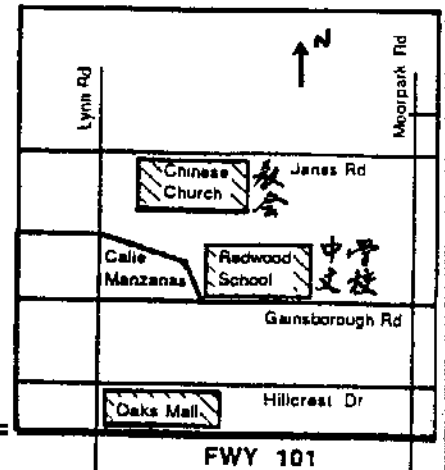 N
Lynn Rd
Moorpark Rd
Chinese
Church
教
会
Janss Rd
Calle
Manzanas
Redwood
School
中
文
学
校
Gainsborough Rd
Hillcrest Dr
Oaks Mall
FWY 101